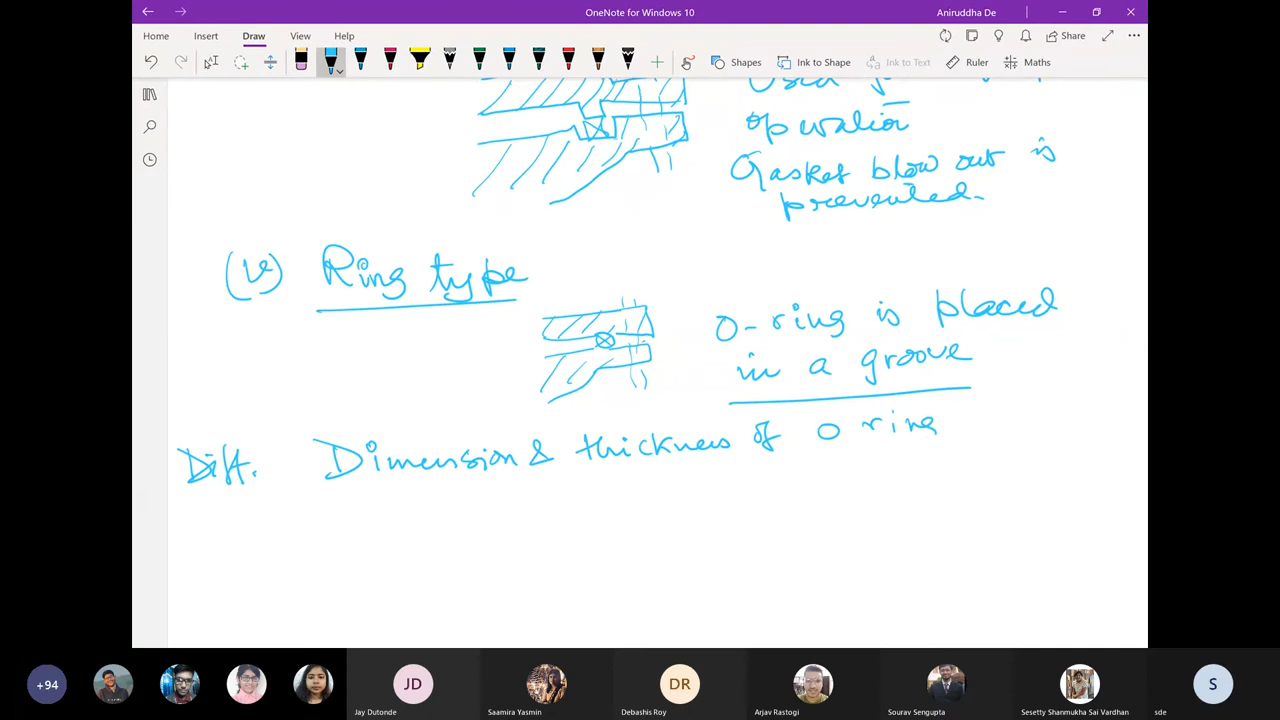 OneNote for Windows 10
Aniruddha De
Home Insert Draw View Help
Share
Shapes Ink to Shape Ink to Text Ruler Maths
Used
operation
Gasket blow out is
prevented.
(v) Ring type
O-ring is placed
in a groove
Diff. Dimension & thickness of O ring
+94
JD
DR
S
Jay Dutonde
Saamira Yasmin
Debashis Roy
Arjav Rastogi
Sourav Sengupta
Sesetty Shanmukha Sai Vardhan
sde